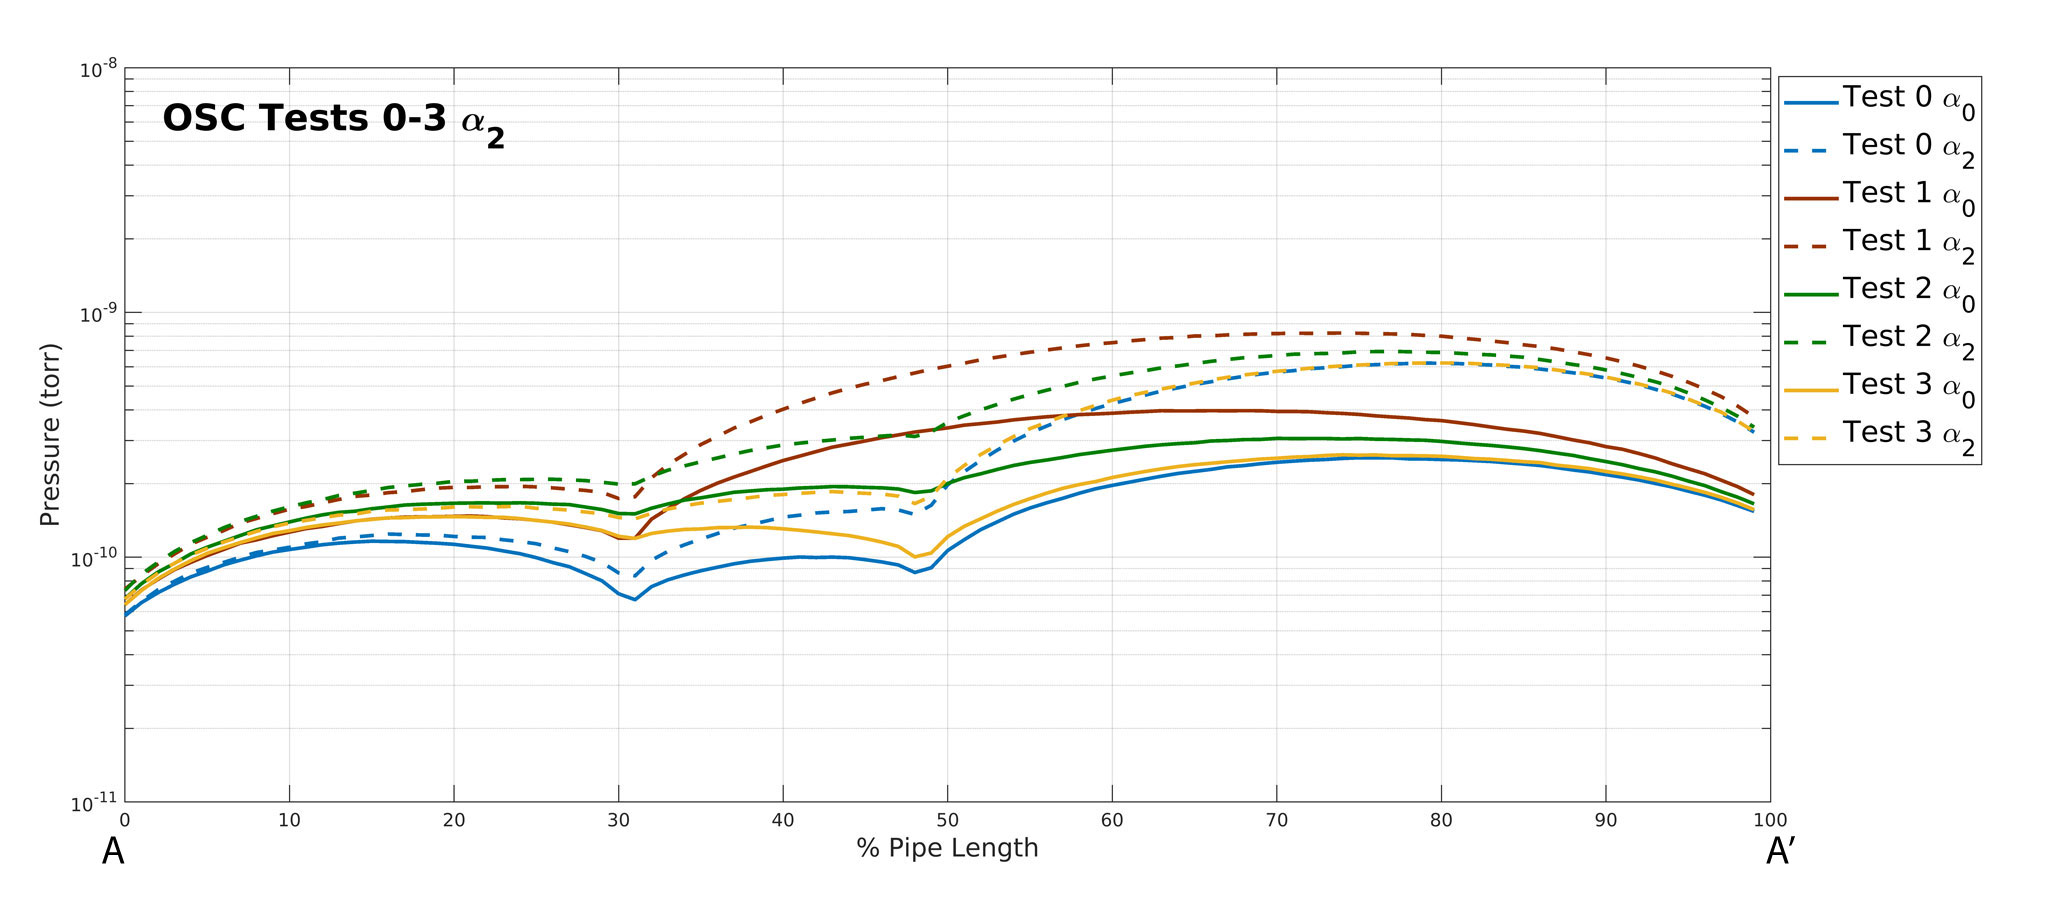 OSC Tests 0-3 α2
10-8
10-9
10-10
10-11
Pressure (torr)
0 10 20 30 40 50 60 70 80 90 100
A % Pipe Length A′
Test 0 α0
Test 0 α2
Test 1 α0
Test 1 α2
Test 2 α0
Test 2 α2
Test 3 α0
Test 3 α2